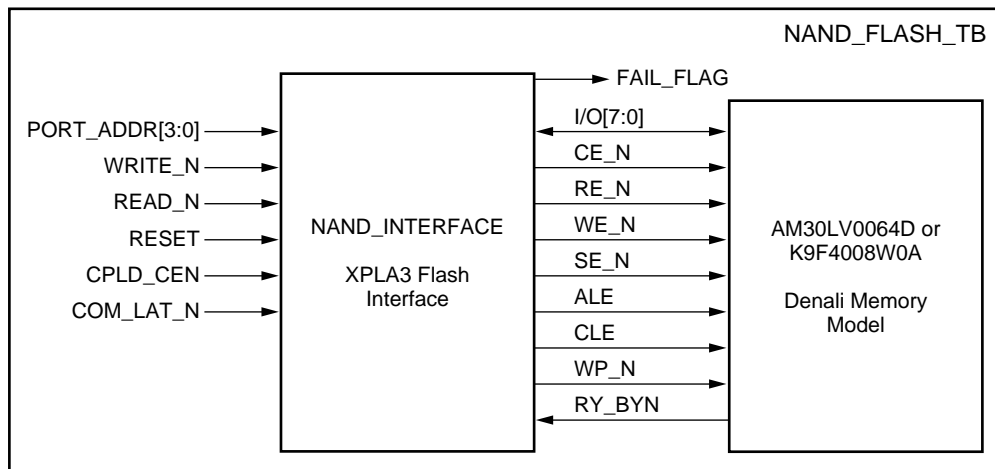 NAND_FLASH_TB
FAIL_FLAG
PORT_ADDR[3:0]
WRITE_N
READ_N
RESET
CPLD_CEN
COM_LAT_N
NAND_INTERFACE
XPLA3 Flash
Interface
I/O[7:0]
CE_N
RE_N
WE_N
SE_N
ALE
CLE
WP_N
RY_BYN
AM30LV0064D or
K9F4008W0A
Denali Memory
Model